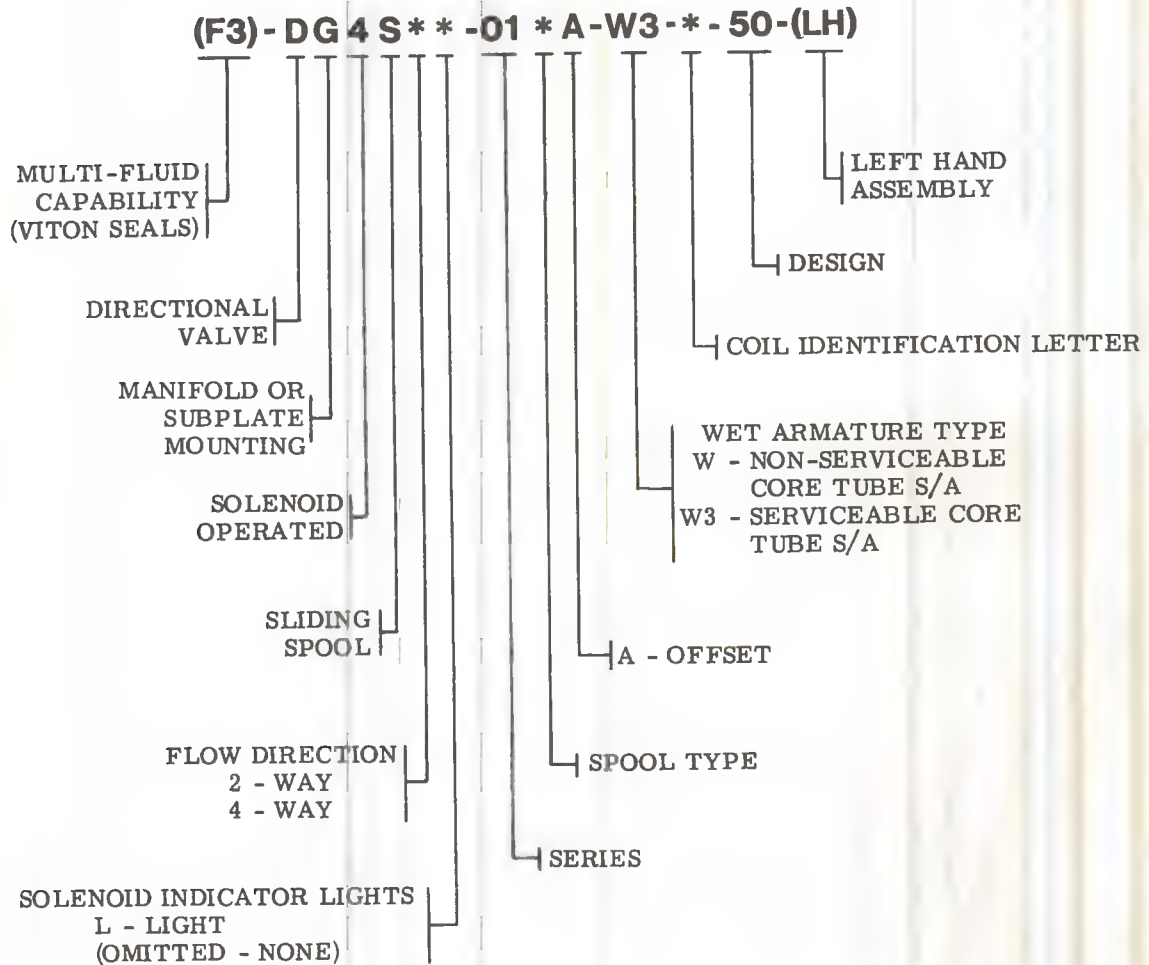 (F3)-DG4S**-01*A-W3-*-50-(LH)
MULTI-FLUID
CAPABILITY
(VITON SEALS)
LEFT HAND
ASSEMBLY
DESIGN
DIRECTIONAL
VALVE
COIL IDENTIFICATION LETTER
MANIFOLD OR
SUBPLATE
MOUNTING
WET ARMATURE TYPE
W - NON-SERVICEABLE
CORE TUBE S/A
W3 - SERVICEABLE CORE
TUBE S/A
SOLENOID
OPERATED
SLIDING
SPOOL
A - OFFSET
FLOW DIRECTION
2 - WAY
4 - WAY
SPOOL TYPE
SERIES
SOLENOID INDICATOR LIGHTS
L - LIGHT
(OMITTED - NONE)